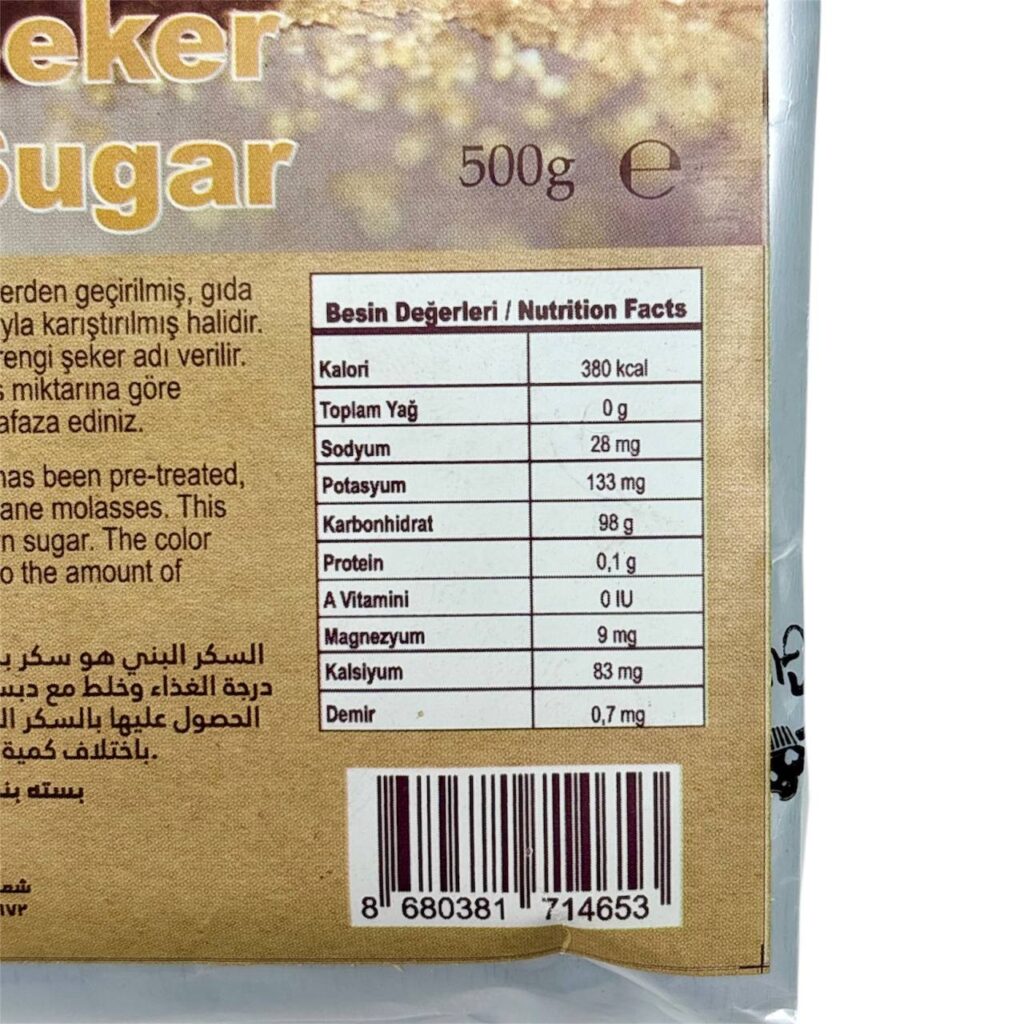 eker
Sugar
500g ℮
erden geçirilmiş, gıda
yla karıştırılmış halidir.
rengi şeker adı verilir.
s miktarına göre
afaza ediniz.
has been pre-treated,
ane molasses. This
n sugar. The color
o the amount of
السكر البني هو سكر ب
درجة الغذاء وخلط مع دبس
الحصول عليها بالسكر ال
باختلاف كمية.
بسته بند
Besin Değerleri / Nutrition Facts
Kalori 380 kcal
Toplam Yağ 0 g
Sodyum 28 mg
Potasyum 133 mg
Karbonhidrat 98 g
Protein 0,1 g
A Vitamini 0 IU
Magnezyum 9 mg
Kalsiyum 83 mg
Demir 0,7 mg
8 680381 714653